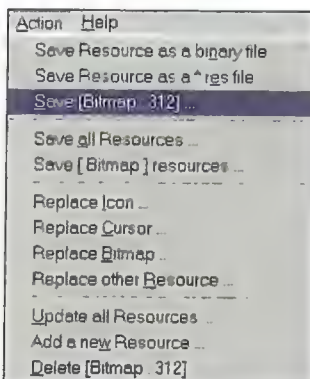 Action Help
Save Resource as a binary file
Save Resource as a *res file
Save [Bitmap . 312] ...
Save all Resources ...
Save [ Bitmap ] resources ...
Replace Icon ...
Replace Cursor ...
Replace Bitmap ..
Replace other Resource ...
Update all Resources ...
Add a new Resource ...
Delete [Bitmap . 312]